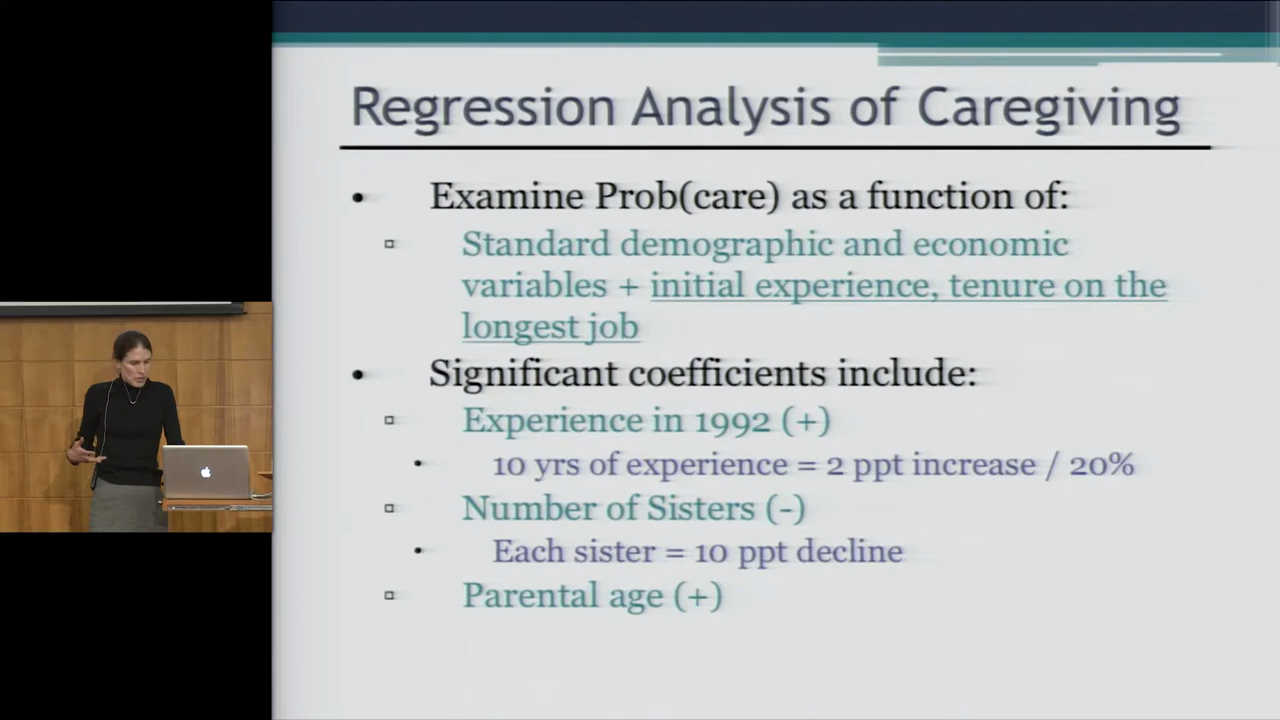 Regression Analysis of Caregiving
• Examine Prob(care) as a function of:
▫ Standard demographic and economic
variables + initial experience, tenure on the
longest job
• Significant coefficients include:
▫ Experience in 1992 (+)
• 10 yrs of experience = 2 ppt increase / 20%
▫ Number of Sisters (-)
• Each sister = 10 ppt decline
▫ Parental age (+)